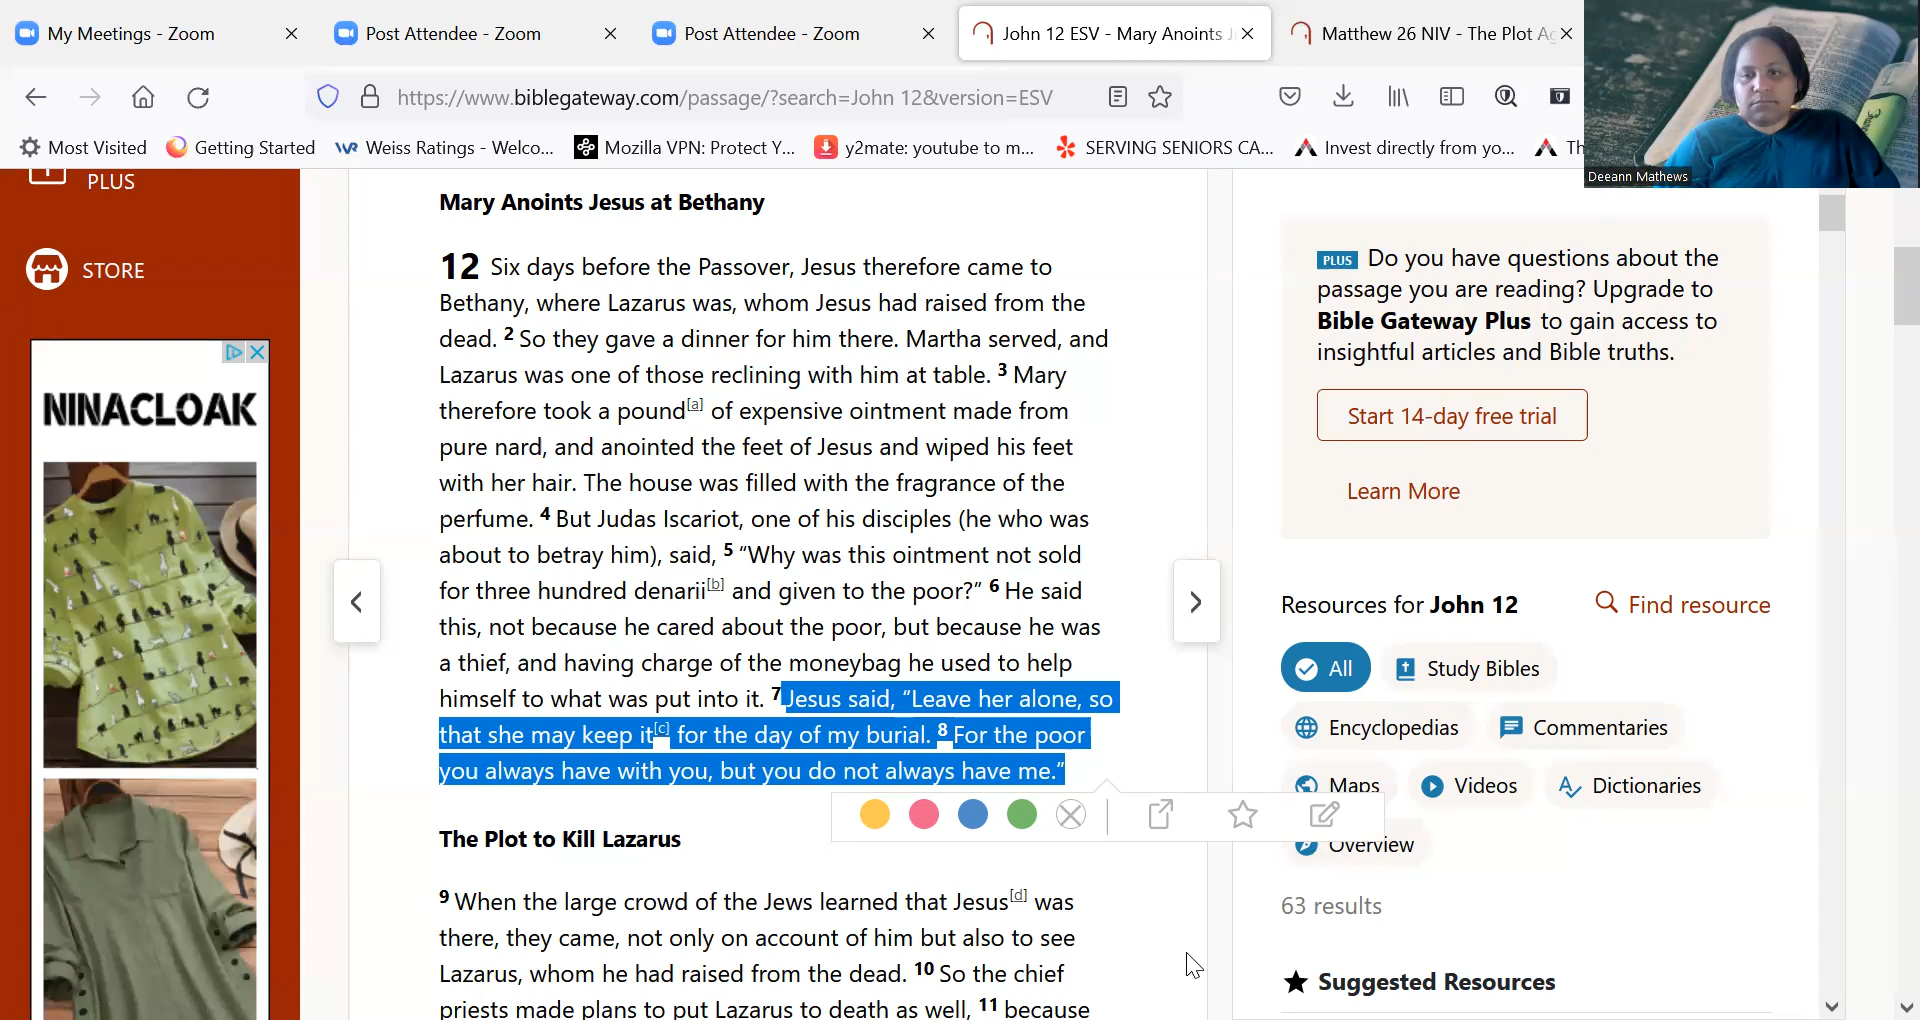 My Meetings - Zoom
Post Attendee - Zoom
Post Attendee - Zoom
John 12 ESV - Mary Anoints
Matthew 26 NIV - The Plot Ag
https://www.biblegateway.com/passage/?search=John 12&version=ESV
Most Visited
Getting Started
Weiss Ratings - Welco...
Mozilla VPN: Protect Y...
y2mate: youtube to m...
SERVING SENIORS CA...
Invest directly from yo...
Th
Deeann Mathews
PLUS
STORE
NINACLOAK
Mary Anoints Jesus at Bethany
12 Six days before the Passover, Jesus therefore came to
Bethany, where Lazarus was, whom Jesus had raised from the
dead. 2 So they gave a dinner for him there. Martha served, and
Lazarus was one of those reclining with him at table. 3 Mary
therefore took a pound[a] of expensive ointment made from
pure nard, and anointed the feet of Jesus and wiped his feet
with her hair. The house was filled with the fragrance of the
perfume. 4 But Judas Iscariot, one of his disciples (he who was
about to betray him), said, 5 “Why was this ointment not sold
for three hundred denarii[b] and given to the poor?” 6 He said
this, not because he cared about the poor, but because he was
a thief, and having charge of the moneybag he used to help
himself to what was put into it. 7 Jesus said, “Leave her alone, so
that she may keep it[c] for the day of my burial. 8 For the poor
you always have with you, but you do not always have me.”
The Plot to Kill Lazarus
9 When the large crowd of the Jews learned that Jesus[d] was
there, they came, not only on account of him but also to see
Lazarus, whom he had raised from the dead. 10 So the chief
priests made plans to put Lazarus to death as well, 11 because
PLUS Do you have questions about the
passage you are reading? Upgrade to
Bible Gateway Plus to gain access to
insightful articles and Bible truths.
Start 14-day free trial
Learn More
Resources for John 12
Find resource
All
Study Bibles
Encyclopedias
Commentaries
Maps
Videos
Dictionaries
Overview
63 results
Suggested Resources